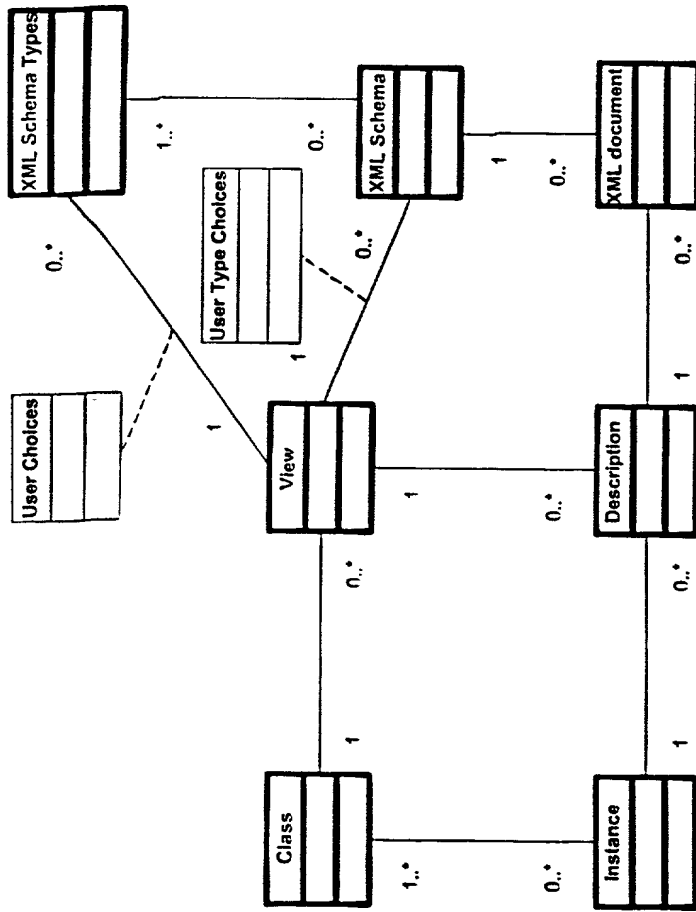 User Choices
XML Schema Types
0..*
1..*
1
User Type Choices
Class
View
1
0..*
1
0..*
0..*
XML Schema
1..*
1
1
0..*
0..*
0..*
Instance
Description
XML document
1
0..*
1
0..*